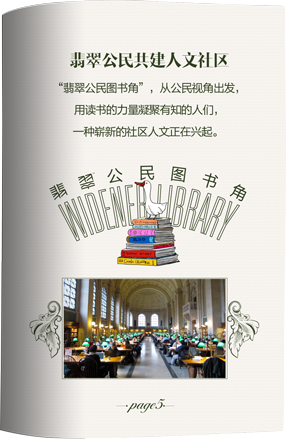 翡翠公民共建人文社区
“翡翠公民图书角”，从公民视角出发，
用读书的力量凝聚有知的人们，
一种崭新的社区人文正在兴起。
翡翠公民图书角
WIDENER LIBRARY
page5